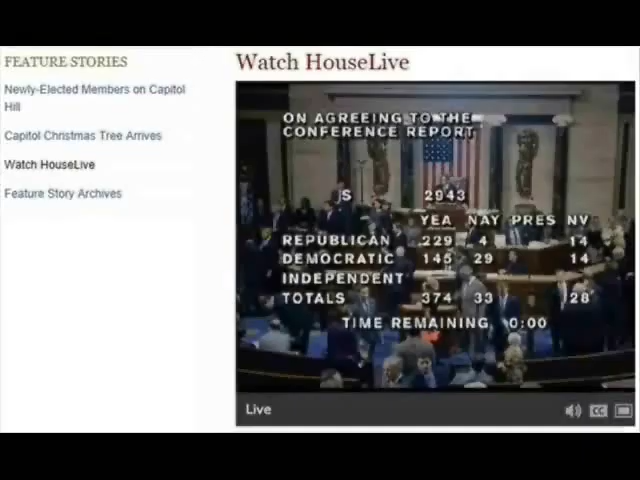 FEATURE STORIES
Newly-Elected Members on Capitol
Hill
Capitol Christmas Tree Arrives
Watch HouseLive
Feature Story Archives
Watch HouseLive
ON AGREEING TO THE
CONFERENCE REPORT
S 2943
YEA NAY PRES NV
REPUBLICAN 229 4 14
DEMOCRATIC 145 29 14
INDEPENDENT
TOTALS 374 33 28
TIME REMAINING 0:00
Live
CC